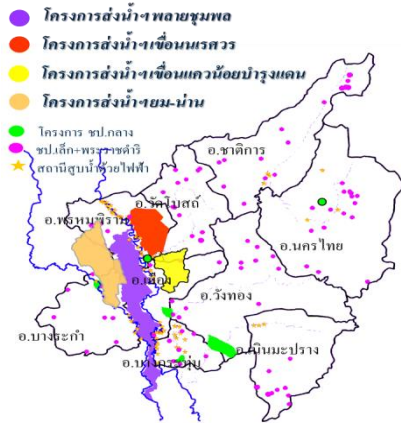 โครงการส่งน้ำฯพลายชุมพล
โครงการส่งน้ำฯเขื่อนนเรศวร
โครงการส่งน้ำฯเขื่อนแควน้อยบำรุงแดน
โครงการส่งน้ำฯยม-น่าน
โครงการ ชป.กลาง
ชป.เล็ก+พระราชดำริ
สถานีสูบน้ำด้วยไฟฟ้า
อ.ชาติการ
อ.วัดโบสถ์
อ.พรหมพิราม
อ.นครไทย
อ.เมือง
อ.วังทอง
อ.บางระกำ
อ.บางกระทุ่ม
อ.เนินมะปราง